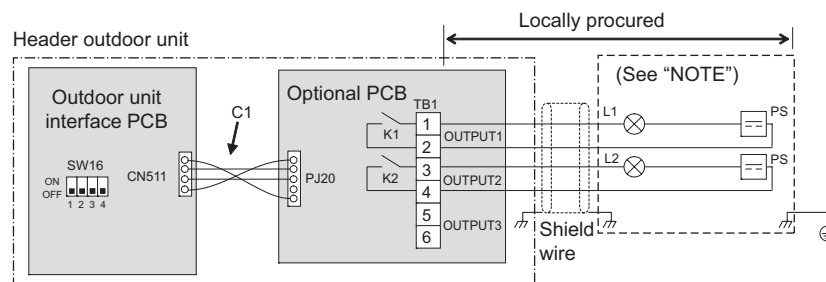 Locally procured
Header outdoor unit
(See “NOTE”)
Outdoor unit
interface PCB
C1
Optional PCB
TB1
L1
PS
1
K1
OUTPUT1
2
SW16
ON
OFF
1 2 3 4
CN511
PJ20
3
K2
OUTPUT2
4
L2
PS
5
OUTPUT3
6
Shield
wire